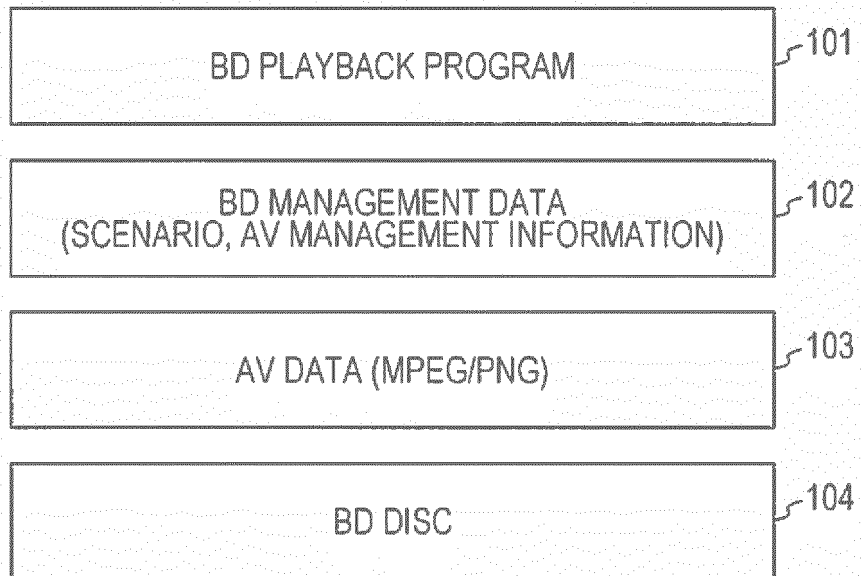 BD PLAYBACK PROGRAM
101
BD MANAGEMENT DATA
(SCENARIO, AV MANAGEMENT INFORMATION)
102
AV DATA (MPEG/PNG)
103
BD DISC
104